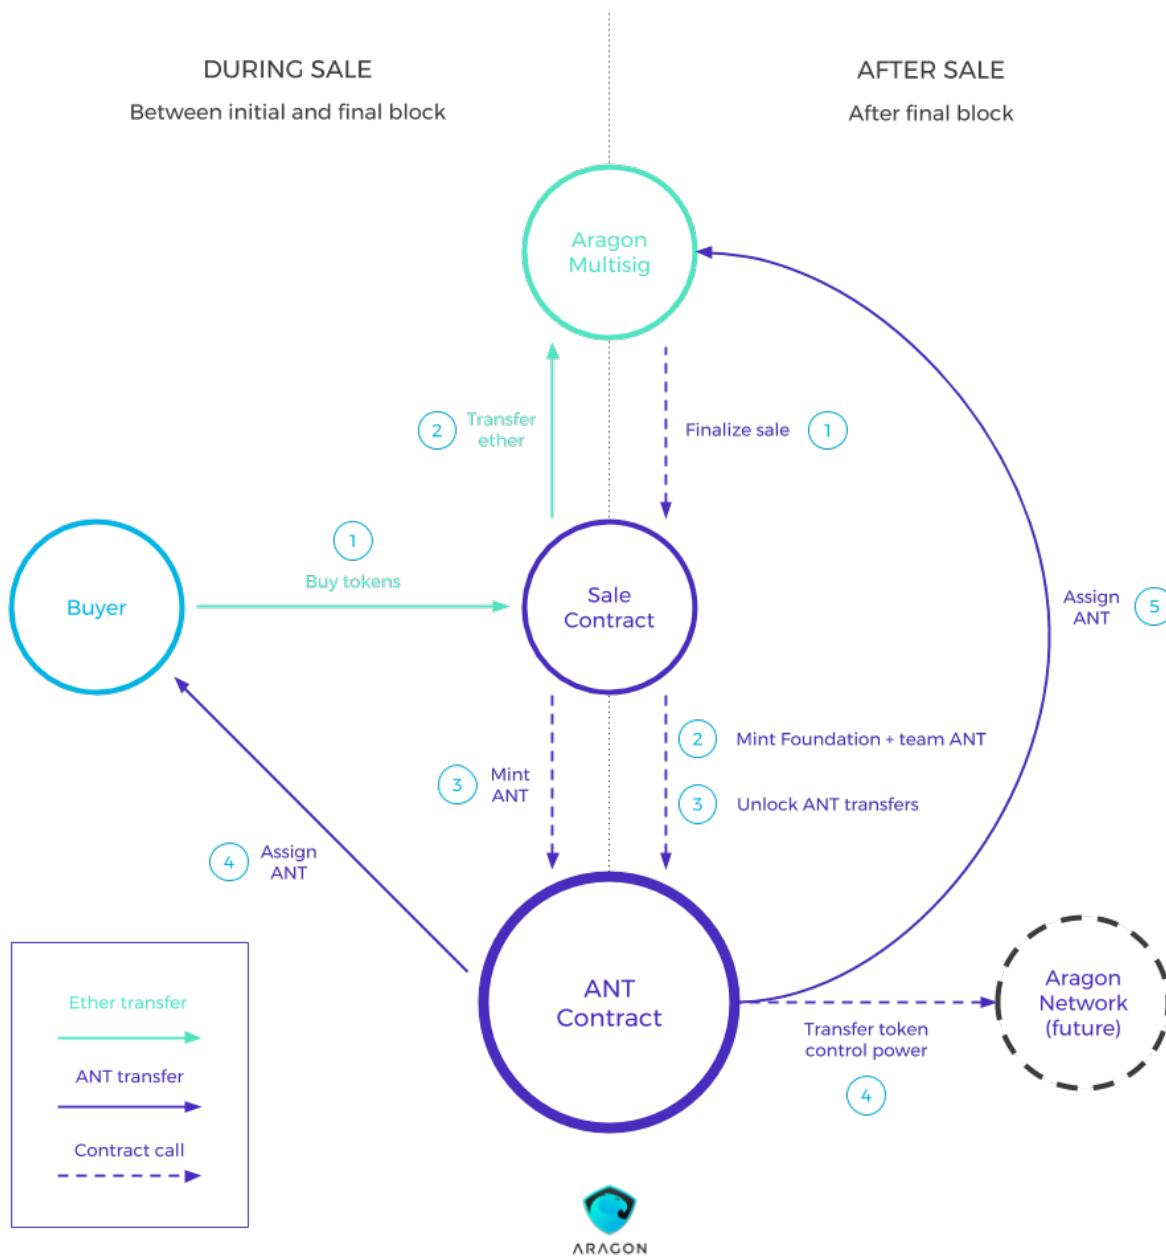 DURING SALE
Between initial and final block
AFTER SALE
After final block
Aragon
Multisig
2
Transfer
ether
Finalize sale
1
1
Buy tokens
Buyer
Sale
Contract
Assign
ANT
5
3
Mint
ANT
2
Mint Foundation + team ANT
3
Unlock ANT transfers
4
Assign
ANT
ANT
Contract
Transfer token
control power
4
Aragon
Network
(future)
Ether transfer
ANT transfer
Contract call
ARAGON